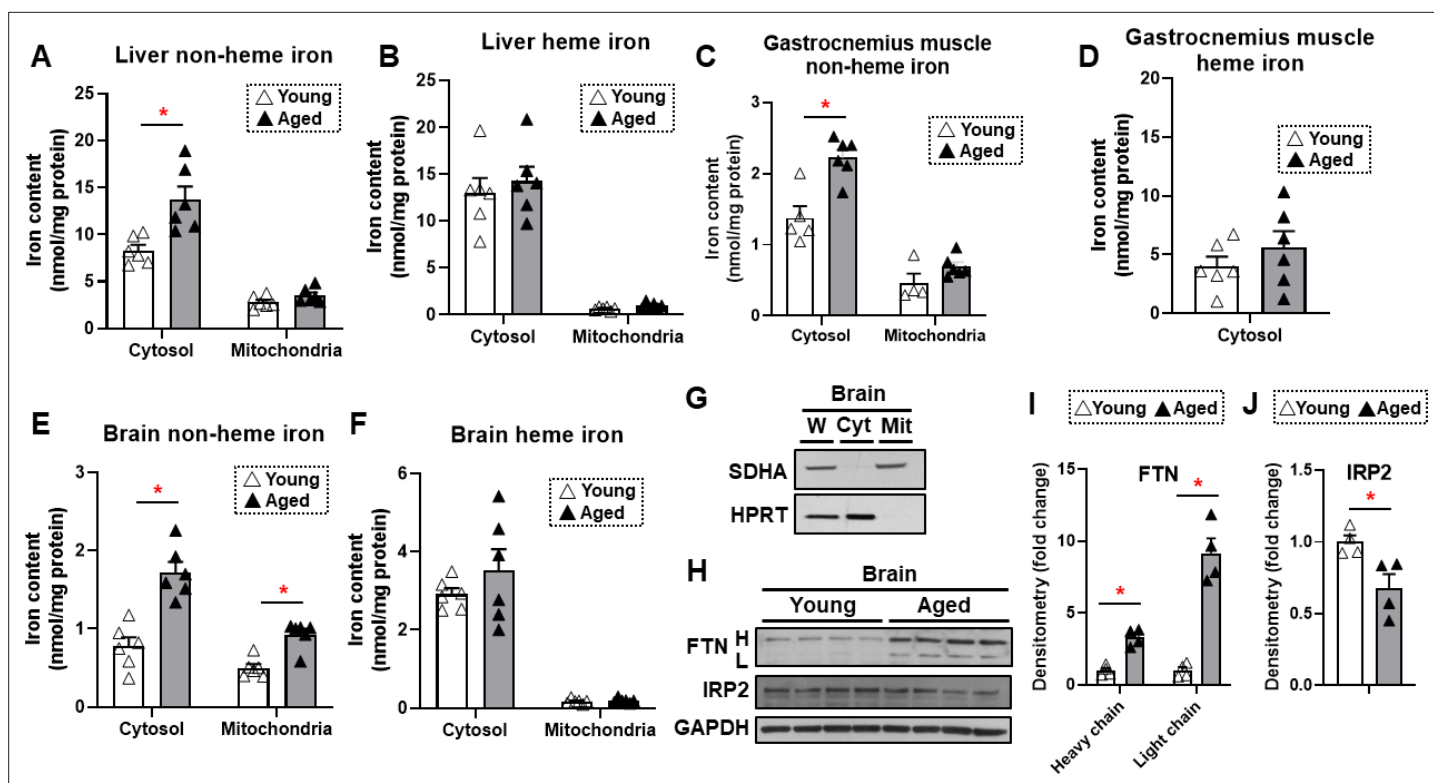 A
Liver non-heme iron
Iron content
(nmol/mg protein)
25
20
15
10
5
0
*
Young
Aged
Cytosol
Mitochondria
B
Liver heme iron
Iron content
(nmol/mg protein)
25
20
15
10
5
0
Young
Aged
Cytosol
Mitochondria
C
Gastrocnemius muscle
non-heme iron
Iron content
(nmol/mg protein)
3
2
1
0
*
Young
Aged
Cytosol
Mitochondria
D
Gastrocnemius muscle
heme iron
Iron content
(nmol/mg protein)
20
15
10
5
0
Young
Aged
Cytosol
E
Brain non-heme iron
Iron content
(nmol/mg protein)
3
2
1
0
*
*
Young
Aged
Cytosol
Mitochondria
F
Brain heme iron
Iron content
(nmol/mg protein)
6
4
2
0
Young
Aged
Cytosol
Mitochondria
G
Brain
W Cyt Mit
SDHA
HPRT
H
Brain
Young Aged
FTN H
L
IRP2
GAPDH
I
Young Aged
FTN
Densitometry (fold change)
15
10
5
0
*
*
Heavy chain
Light chain
J
Young Aged
IRP2
Densitometry (fold change)
1.5
1.0
0.5
0.0
*